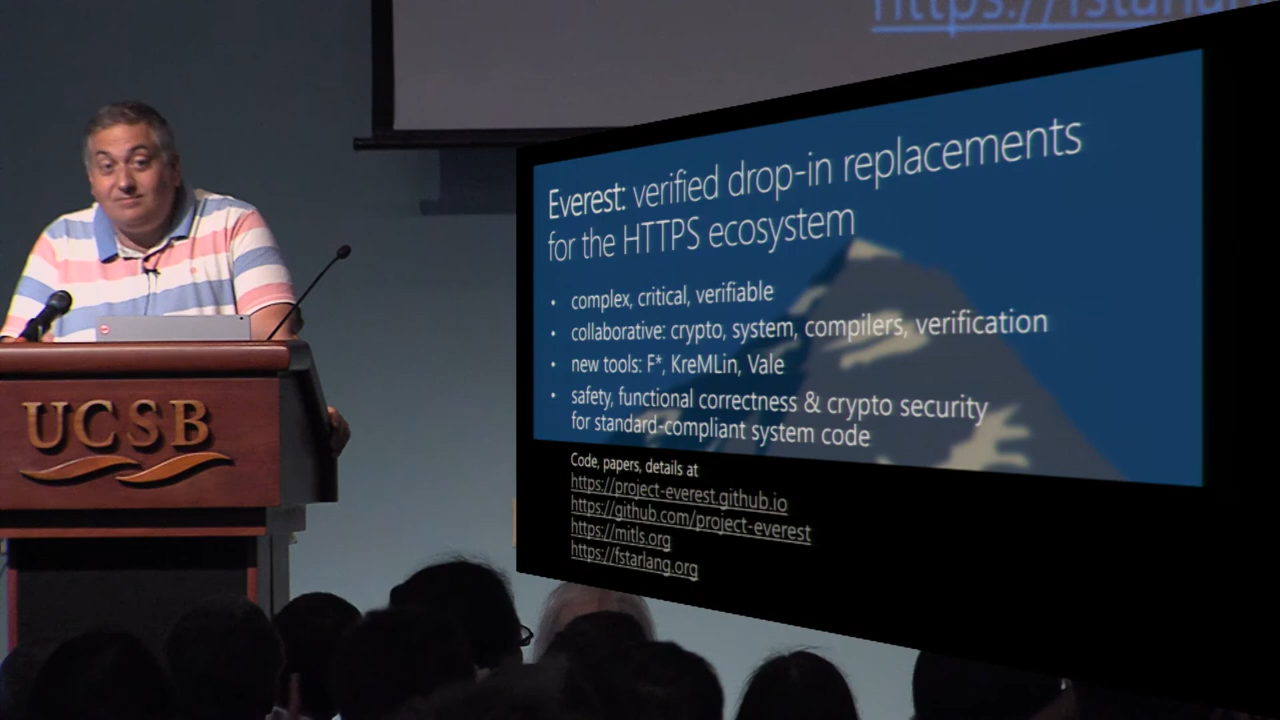 https://fstarlang
Everest: verified drop-in replacements
for the HTTPS ecosystem
• complex, critical, verifiable
• collaborative: crypto, system, compilers, verification
• new tools: F*, KreMLin, Vale
• safety, functional correctness & crypto security
for standard-compliant system code
Code, papers, details at
https://project-everest.github.io
https://github.com/project-everest
https://mitls.org
https://fstarlang.org
UCSB